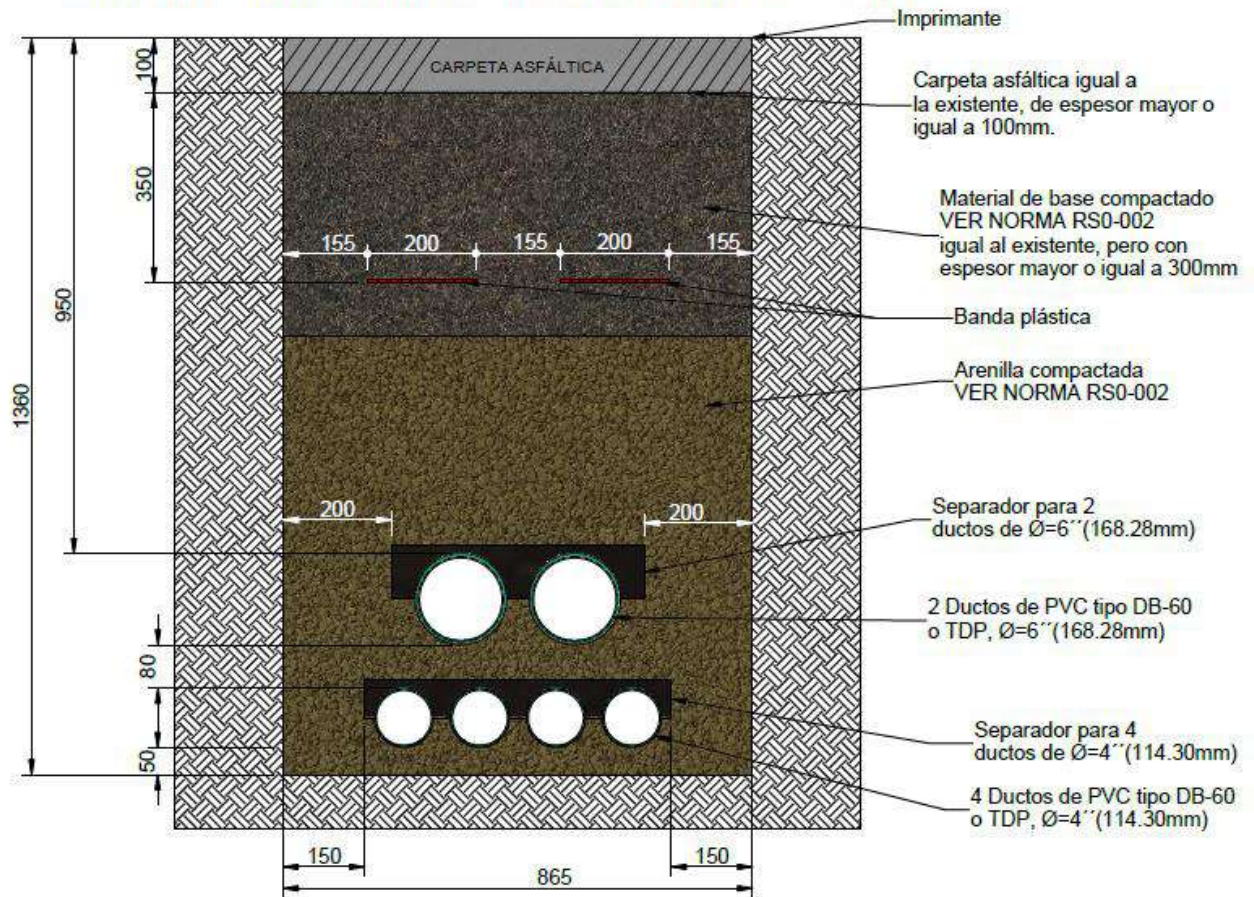 Imprimante
CARPETA ASFÁLTICA
Carpeta asfáltica igual a
la existente, de espesor mayor o
igual a 100mm.
Material de base compactado
VER NORMA RS0-002
igual al existente, pero con
espesor mayor o igual a 300mm
Banda plástica
Arenilla compactada
VER NORMA RS0-002
Separador para 2
ductos de Ø=6´´(168.28mm)
2 Ductos de PVC tipo DB-60
o TDP, Ø=6´´(168.28mm)
Separador para 4
ductos de Ø=4´´(114.30mm)
4 Ductos de PVC tipo DB-60
o TDP, Ø=4´´(114.30mm)
100
350
950
1360
155 200 155 200 155
200 200
80
50
150 150
865